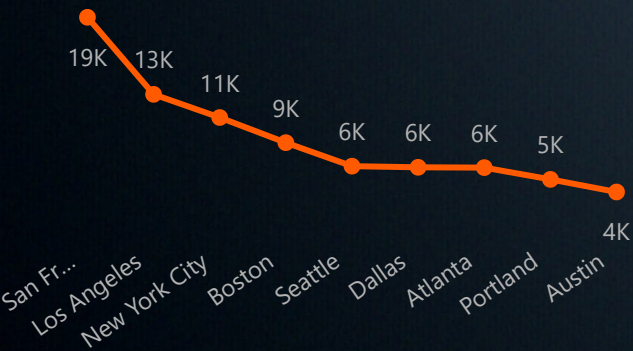 19K
13K
11K
9K
6K
6K
6K
5K
4K
San Fr...
Los Angeles
New York City
Boston
Seattle
Dallas
Atlanta
Portland
Austin